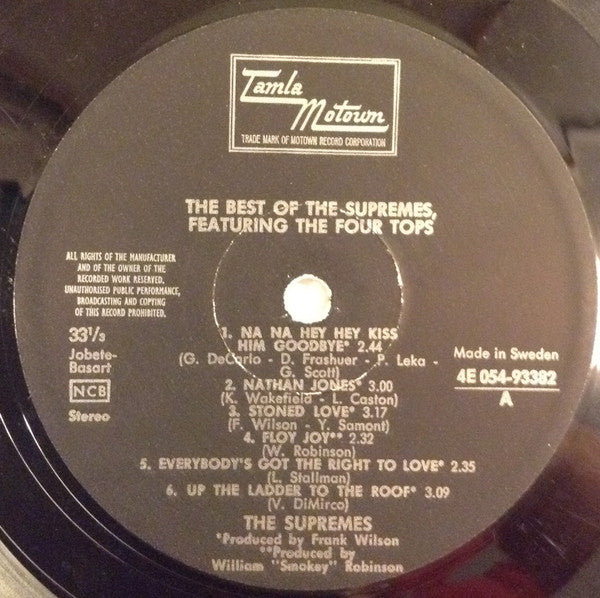 Tamla
Motown
TRADE MARK OF MOTOWN RECORD CORPORATION
THE BEST OF THE SUPREMES,
FEATURING THE FOUR TOPS
ALL RIGHTS OF THE MANUFACTURER
AND OF THE OWNER OF THE
RECORDED WORK RESERVED.
UNAUTHORISED PUBLIC PERFORMANCE,
BROADCASTING AND COPYING
OF THIS RECORD PROHIBITED.
33 1/3
Jobete-
Basart
NCB
Stereo
1. NA NA HEY HEY KISS
HIM GOODBYE* 2.44
(G. DeCarlo - D. Frashuer - P. Leka -
G. Scott)
2. NATHAN JONES* 3.00
(K. Wakefield - L. Caston)
3. STONED LOVE* 3.17
(F. Wilson - Y. Samont)
4. FLOY JOY** 2.32
(W. Robinson)
5. EVERYBODY'S GOT THE RIGHT TO LOVE* 2.35
(L. Stallman)
6. UP THE LADDER TO THE ROOF* 3.09
(V. DiMirco)
THE SUPREMES
*Produced by Frank Wilson
**Produced by
William "Smokey" Robinson
Made in Sweden
4E 054-93382
A